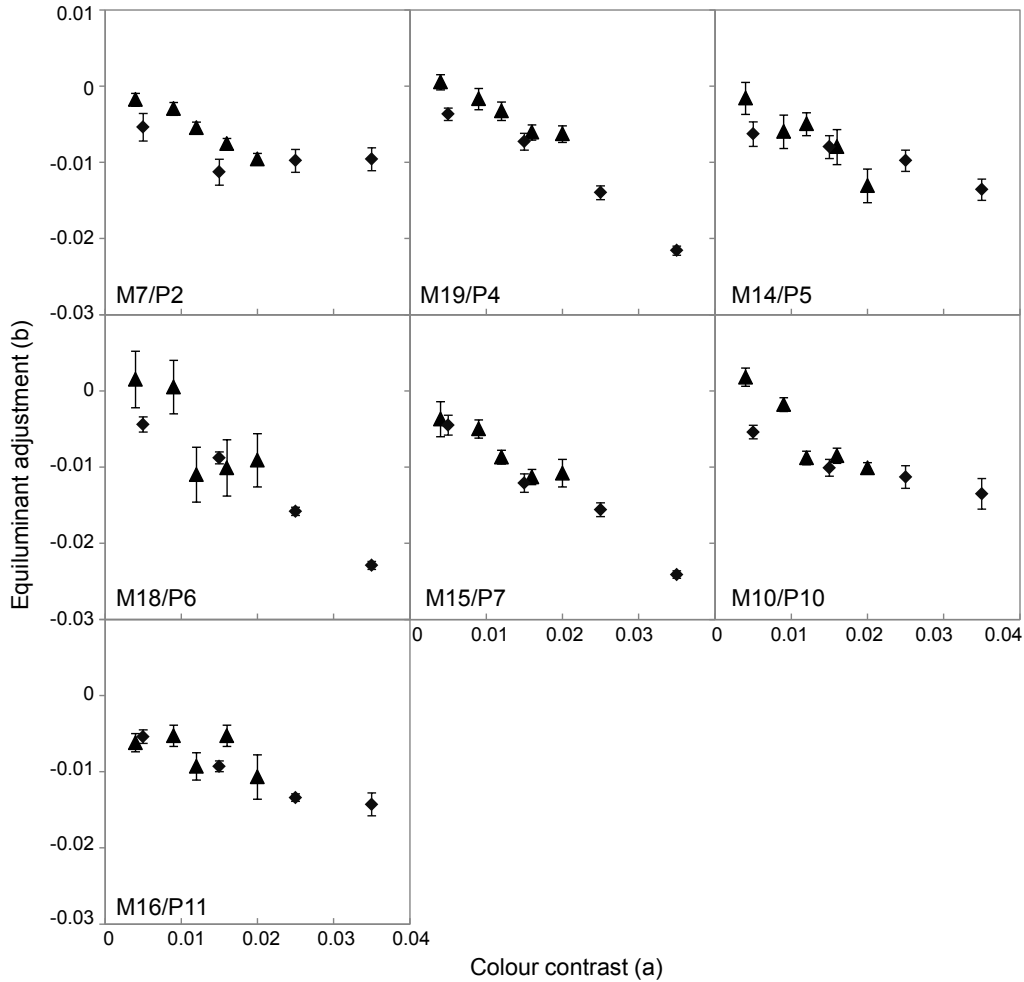 0.01
0
-0.01
-0.02
-0.03
M7/P2
M19/P4
M14/P5
0
-0.01
-0.02
-0.03
M18/P6
M15/P7
M10/P10
0 0.01 0.02 0.03 0.01 0.02 0.03 0.04
0
-0.01
-0.02
-0.03
M16/P11
0 0.01 0.02 0.03 0.04
Equiluminant adjustment (b)
Colour contrast (a)